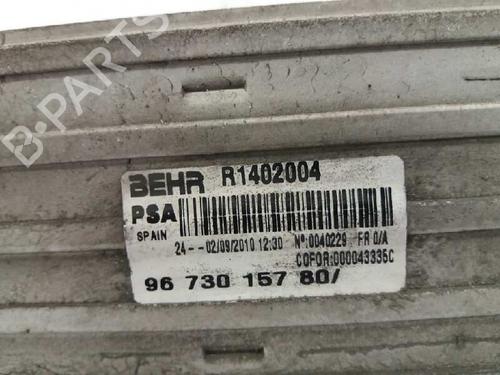 B-PARTS
BEHR R1402004
PSA
SPAIN 24-- 02/09/2010 12:30 Nº:0040229 FR 0/A
COFOR:000043335C
96 730 157 80/